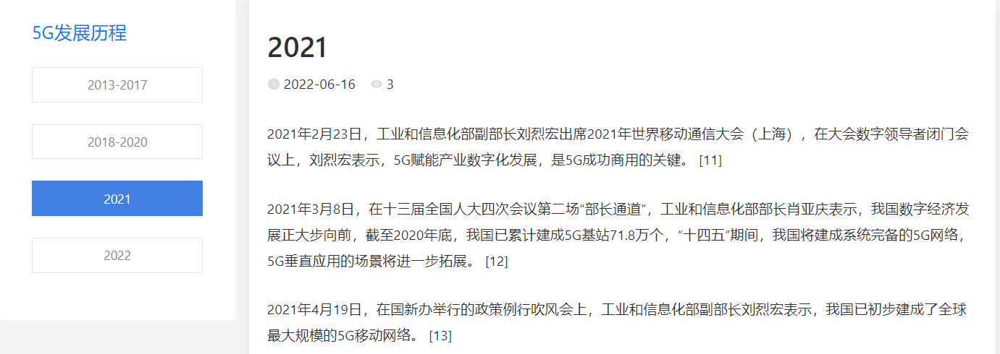 5G发展历程
2013-2017
2018-2020
2021
2022
2021
2022-06-16 3
2021年2月23日，工业和信息化部副部长刘烈宏出席2021年世界移动通信大会（上海），在大会数字领导者闭门会
议上，刘烈宏表示，5G赋能产业数字化发展，是5G成功商用的关键。 [11]
2021年3月8日，在十三届全国人大四次会议第二场“部长通道”，工业和信息化部部长肖亚庆表示，我国数字经济发
展正大步向前，截至2020年底，我国已累计建成5G基站71.8万个，“十四五”期间，我国将建成系统完备的5G网络，
5G垂直应用的场景将进一步拓展。 [12]
2021年4月19日，在国新办举行的政策例行吹风会上，工业和信息化部副部长刘烈宏表示，我国已初步建成了全球
最大规模的5G移动网络。 [13]